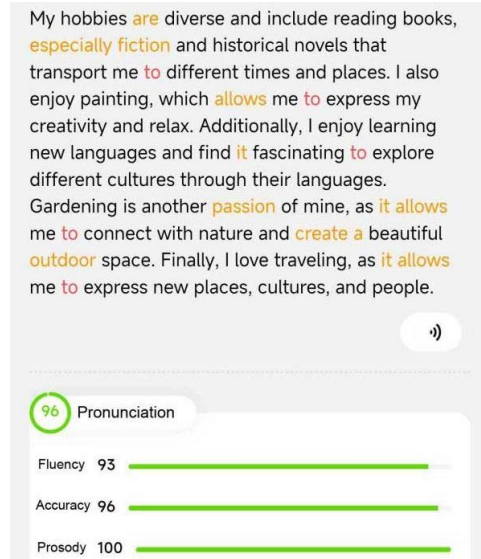 My hobbies are diverse and include reading books,
especially fiction and historical novels that
transport me to different times and places. I also
enjoy painting, which allows me to express my
creativity and relax. Additionally, I enjoy learning
new languages and find it fascinating to explore
different cultures through their languages.
Gardening is another passion of mine, as it allows
me to connect with nature and create a beautiful
outdoor space. Finally, I love traveling, as it allows
me to express new places, cultures, and people.
96 Pronunciation
Fluency 93
Accuracy 96
Prosody 100